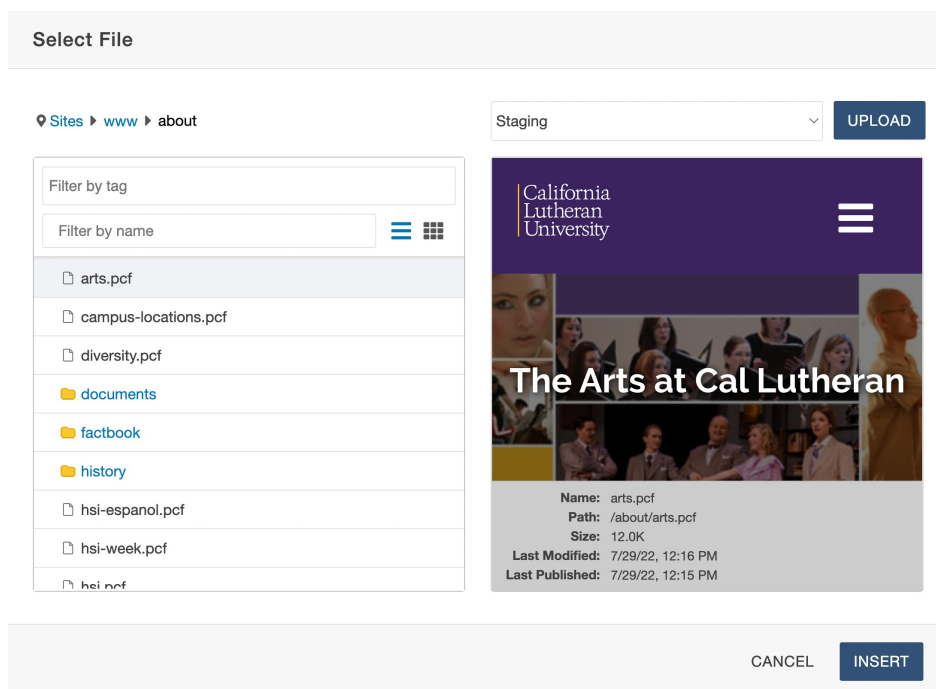 Select File
Sites www about
Staging
UPLOAD
Filter by tag
Filter by name
arts.pcf
campus-locations.pcf
diversity.pcf
documents
factbook
history
hsi-espanol.pcf
hsi-week.pcf
hsi.pcf
California
Lutheran
University
The Arts at Cal Lutheran
Name: arts.pcf
Path: /about/arts.pcf
Size: 12.0K
Last Modified: 7/29/22, 12:16 PM
Last Published: 7/29/22, 12:15 PM
CANCEL
INSERT